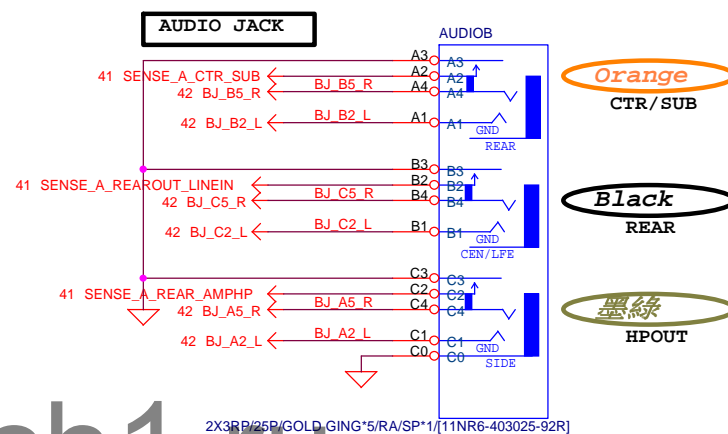 AUDIO JACK
AUDIOB
A3 A3
41 SENSE_A_CTR_SUB A2 A2
42 BJ_B5_R BJ_B5_R A4 A4
42 BJ_B2_L BJ_B2_L A1 A1
GND
REAR
Orange
CTR/SUB
B3 B3
41 SENSE_A_REAROUT_LINEIN B2 B2
42 BJ_C5_R BJ_C5_R B4 B4
42 BJ_C2_L BJ_C2_L B1 B1
GND
CEN/LFE
Black
REAR
C3 C3
41 SENSE_A_REAR_AMPHP C2 C2
42 BJ_A5_R BJ_A5_R C4 C4
42 BJ_A2_L BJ_A2_L C1 C1
GND
C0 C0
SIDE
墨綠
HPOUT
2X3RP/25P/GOLD GING*5/RA/SP*1/[11NR6-403025-92R]